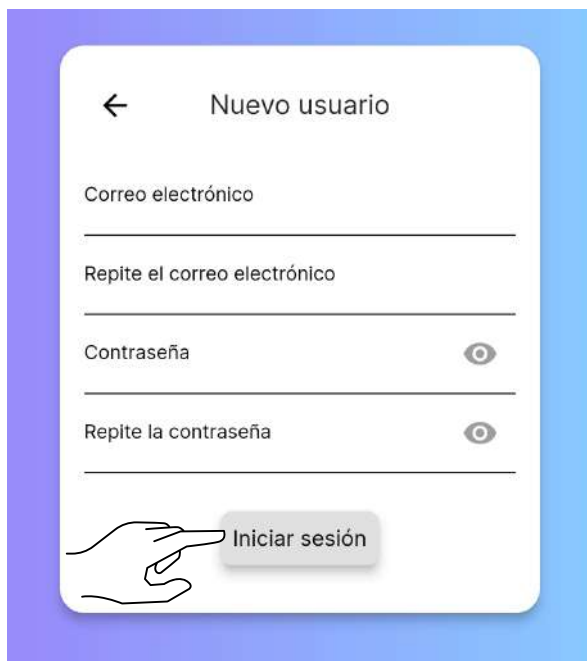 Nuevo usuario
Correo electrónico
Repite el correo electrónico
Contraseña
Repite la contraseña
Iniciar sesión